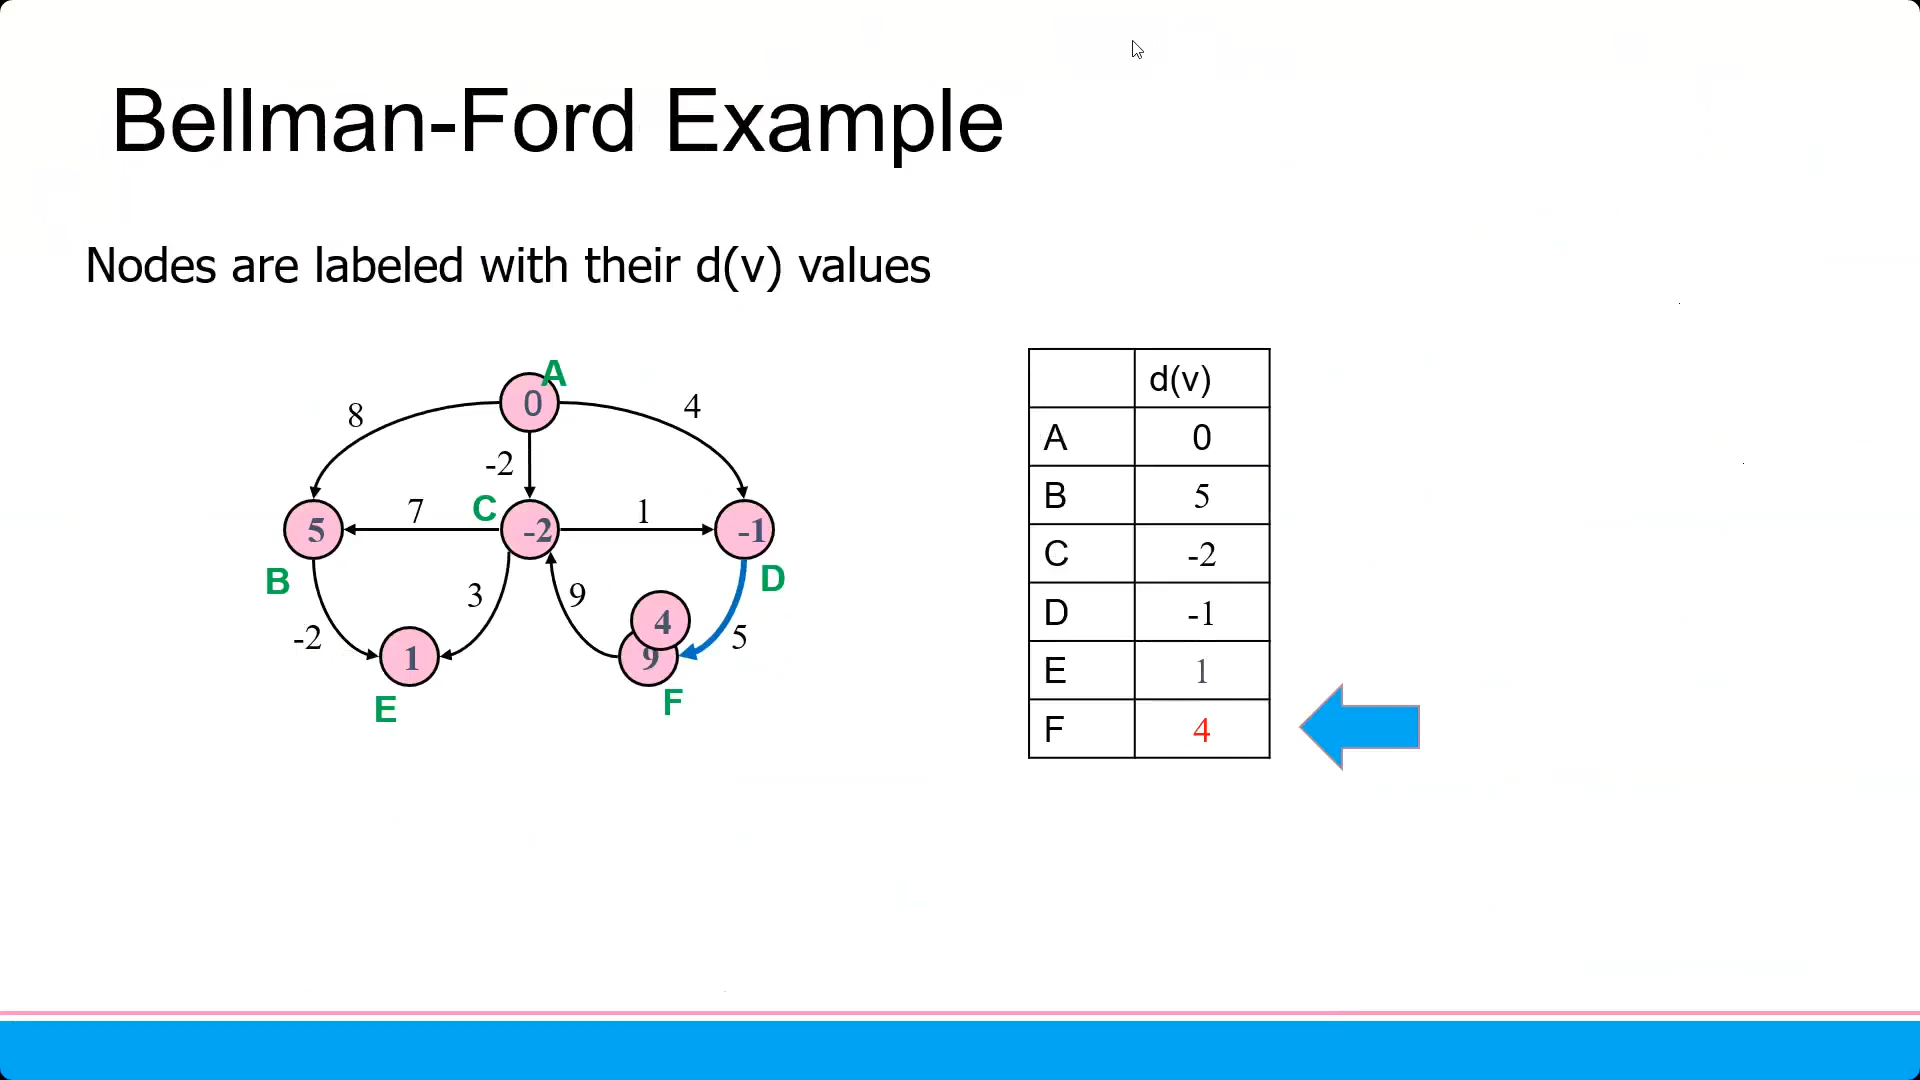 Bellman-Ford Example
Nodes are labeled with their d(v) values
A
0
8
4
-2
C
7
1
5
-2
-1
B
D
3
9
4
-2
5
1
9
E
F
d(v)
A 0
B 5
C -2
D -1
E 1
F 4